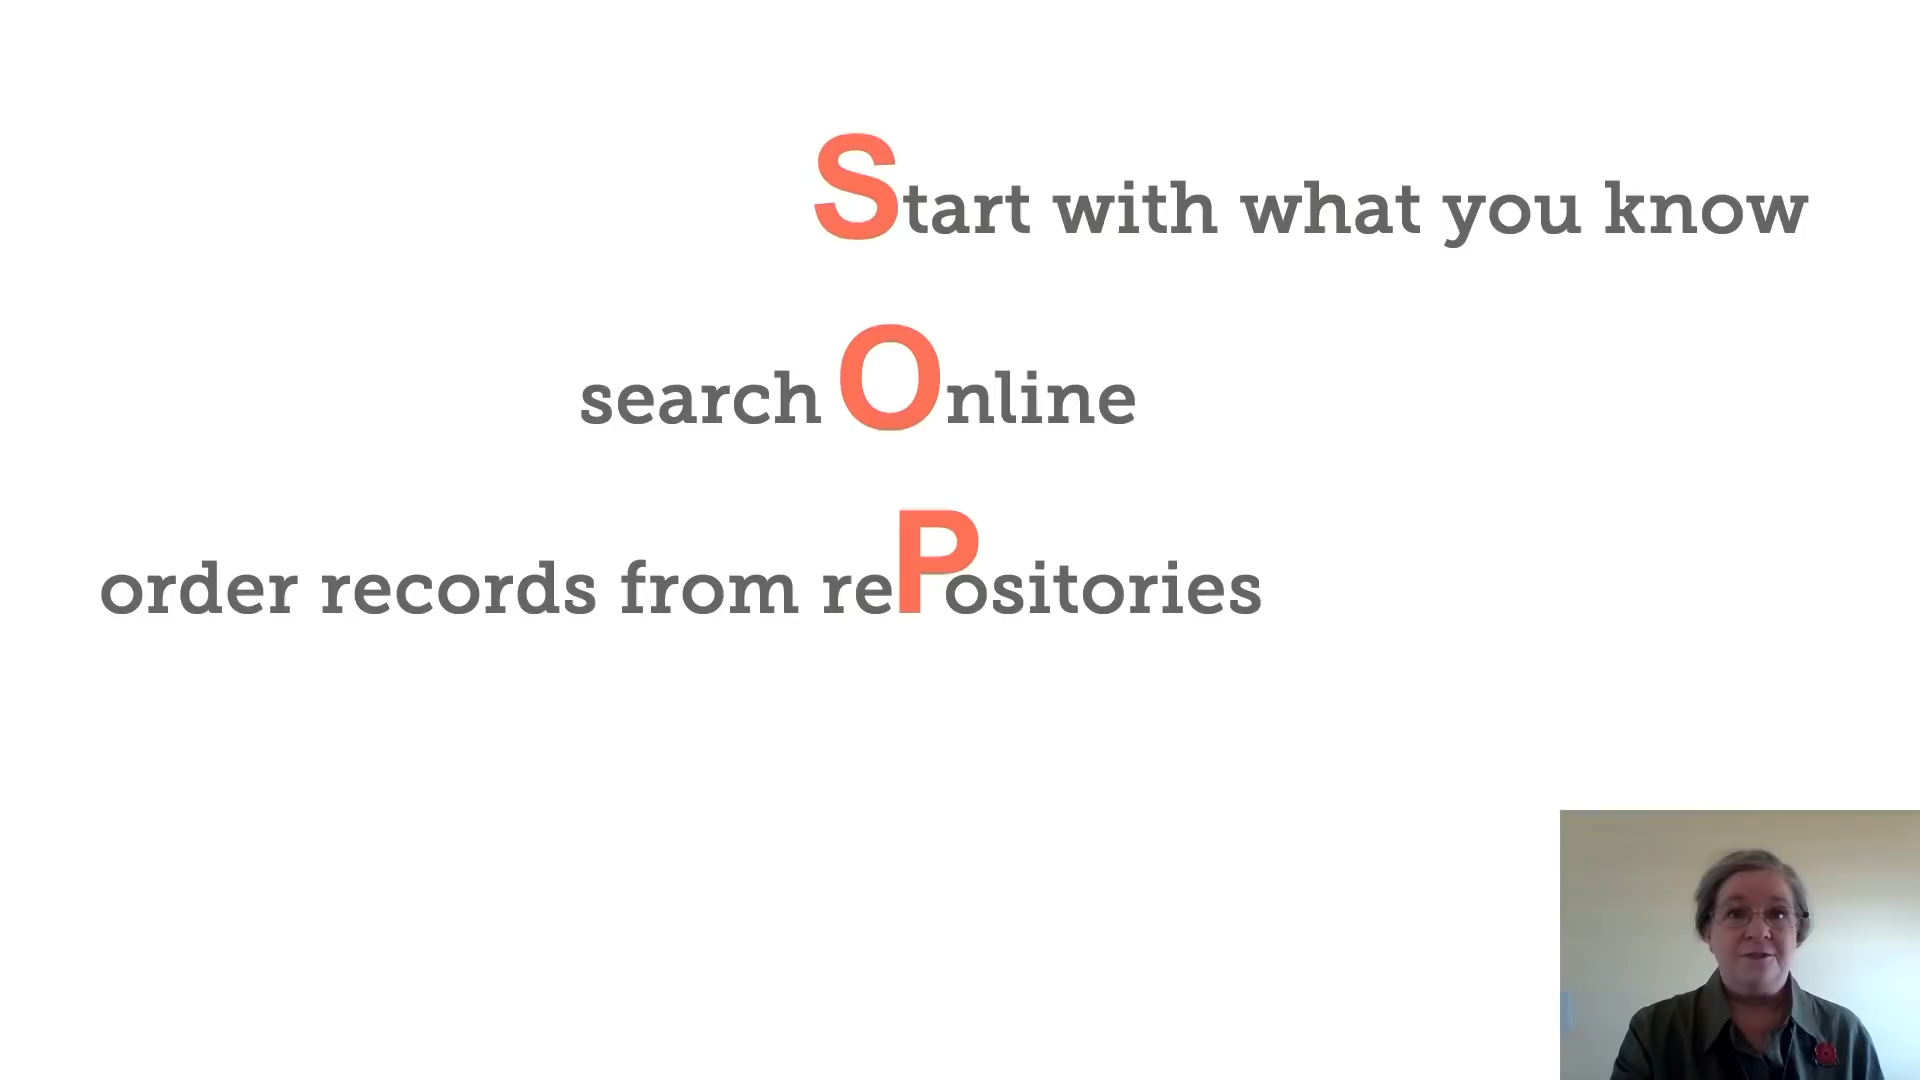 Start with what you know
search Online
order records from rePositories